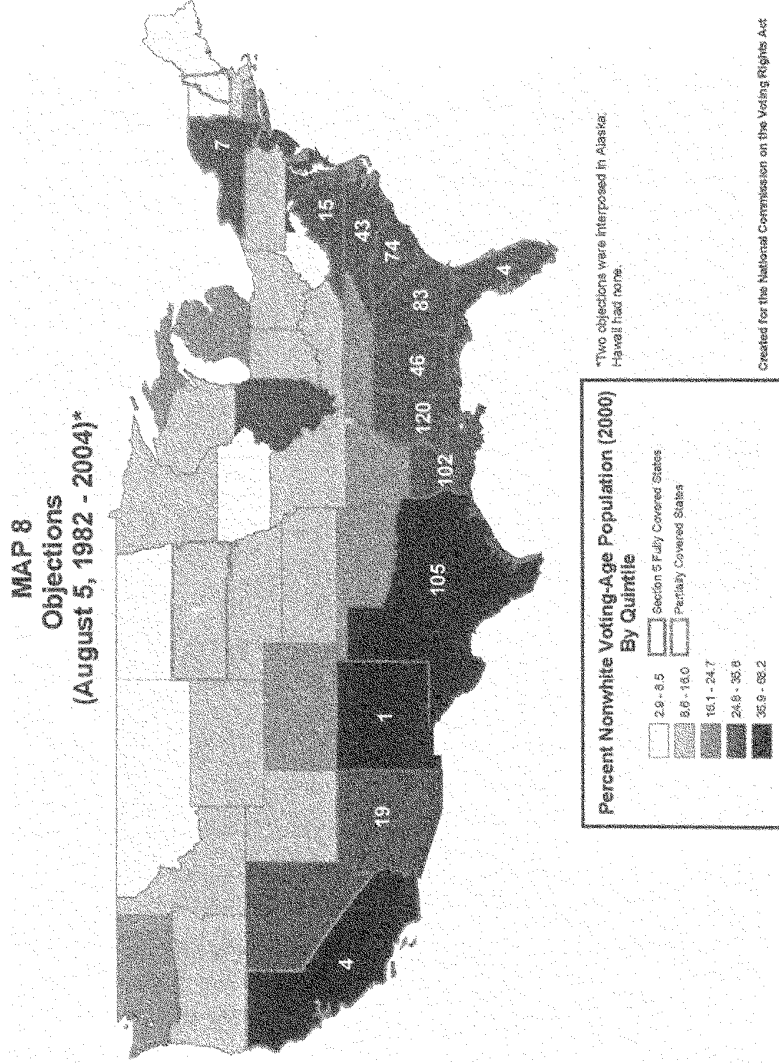 MAP 8
Objections
(August 5, 1982 - 2004)*
7
15
43
74
4
83
46
120
102
105
1
19
4
*Two objections were interposed in Alaska;
Hawaii had none.
Percent Nonwhite Voting-Age Population (2000)
By Quintile
2.9 - 8.5
8.6 - 16.0
16.1 - 24.7
24.8 - 35.8
35.9 - 68.2
Section 5 Fully Covered States
Partially Covered States
Created for the National Commission on the Voting Rights Act